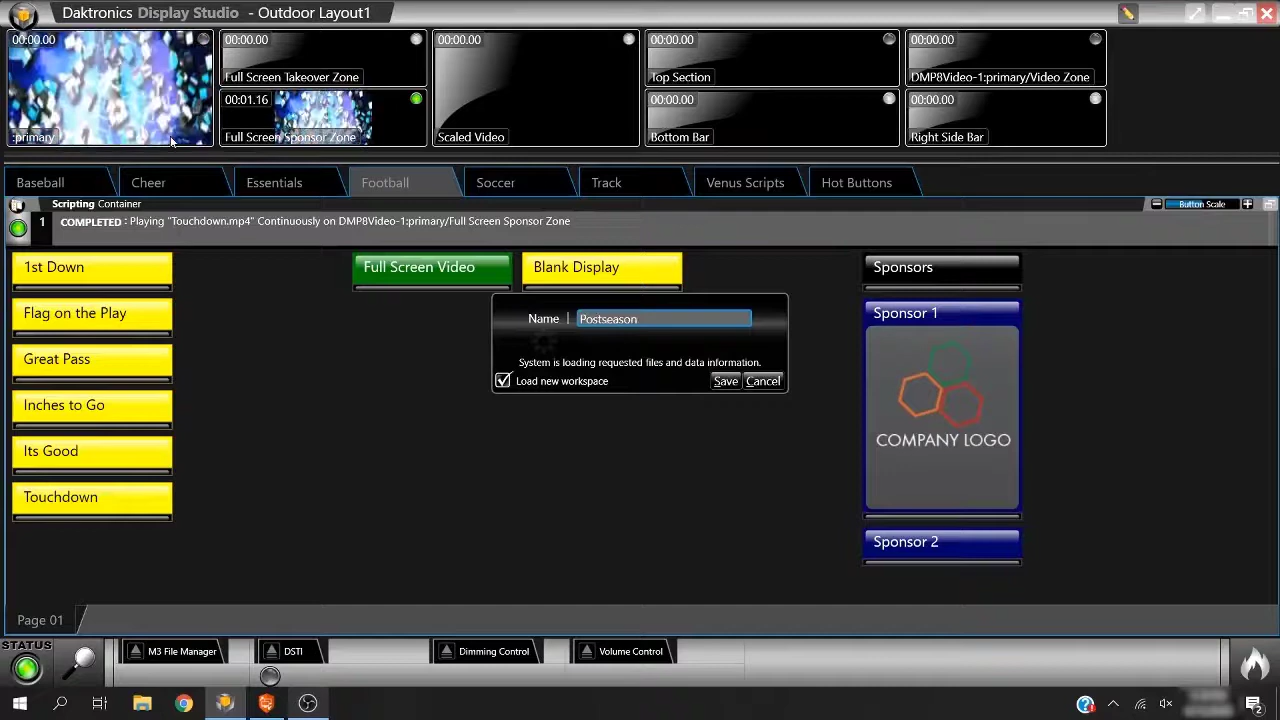 Daktronics Display Studio - Outdoor Layout1
00:00.00
:primary
00:00.00
Full Screen Takeover Zone
00:01.16
Full Screen Sponsor Zone
00:00.00
Scaled Video
00:00.00
Top Section
00:00.00
Bottom Bar
00:00.00
DMP8Video-1:primary/Video Zone
00:00.00
Right Side Bar
Baseball
Cheer
Essentials
Football
Soccer
Track
Venus Scripts
Hot Buttons
Scripting Container
Button Scale
1
COMPLETED : Playing "Touchdown.mp4" Continuously on DMP8Video-1:primary/Full Screen Sponsor Zone
1st Down
Flag on the Play
Great Pass
Inches to Go
Its Good
Touchdown
Full Screen Video
Blank Display
Name | Postseason
System is loading requested files and data information.
Load new workspace
Save
Cancel
Sponsors
Sponsor 1
COMPANY LOGO
Sponsor 2
Page 01
STATUS
M3 File Manager
DSTI
Dimming Control
Volume Control
2